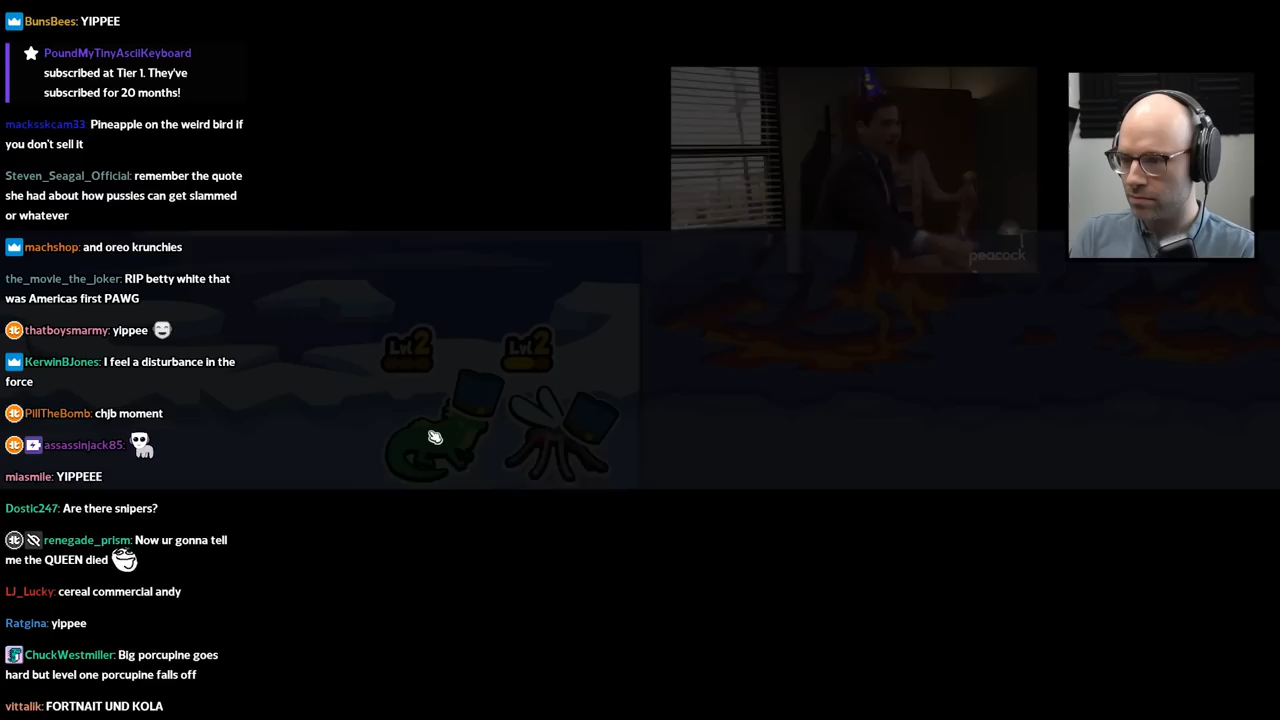 BunsBees: YIPPEE
PoundMyTinyAsciiKeyboard
subscribed at Tier 1. They've
subscribed for 20 months!
macksskcam33: Pineapple on the weird bird if
you don't sell it
Steven_Seagal_Official: remember the quote
she had about how pussies can get slammed
or whatever
machshop: and oreo krunchies
the_movie_the_joker: RIP betty white that
was Americas first PAWG
thatboysmarmy: yippee
KerwinBJones: I feel a disturbance in the
force
PillTheBomb: chjb moment
assassinjack85:
miasmile: YIPPEEE
Dostic247: Are there snipers?
renegade_prism: Now ur gonna tell
me the QUEEN died
LJ_Lucky: cereal commercial andy
Ratgina: yippee
ChuckWestmiller: Big porcupine goes
hard but level one porcupine falls off
vittalik: FORTNAIT UND KOLA
peacock
Lvl2
Lvl2